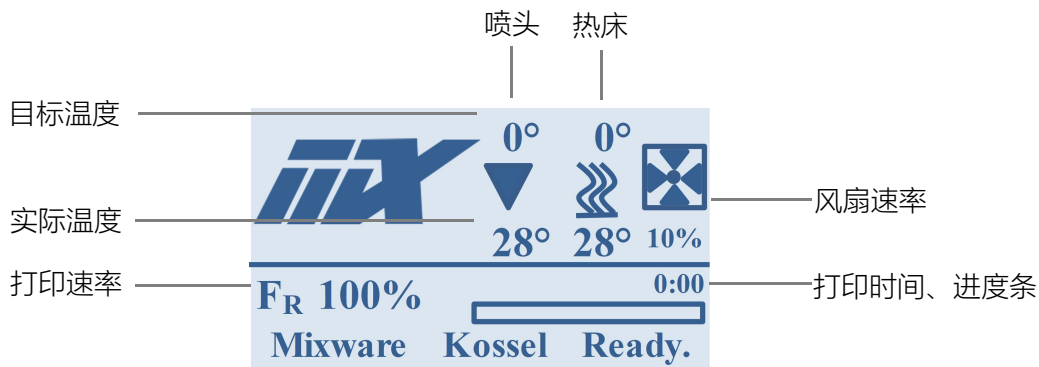 喷头 热床
目标温度
0° 0°
实际温度
风扇速率
28° 28° 10%
打印速率
0:00
打印时间、进度条
FR 100%
Mixware Kossel Ready.